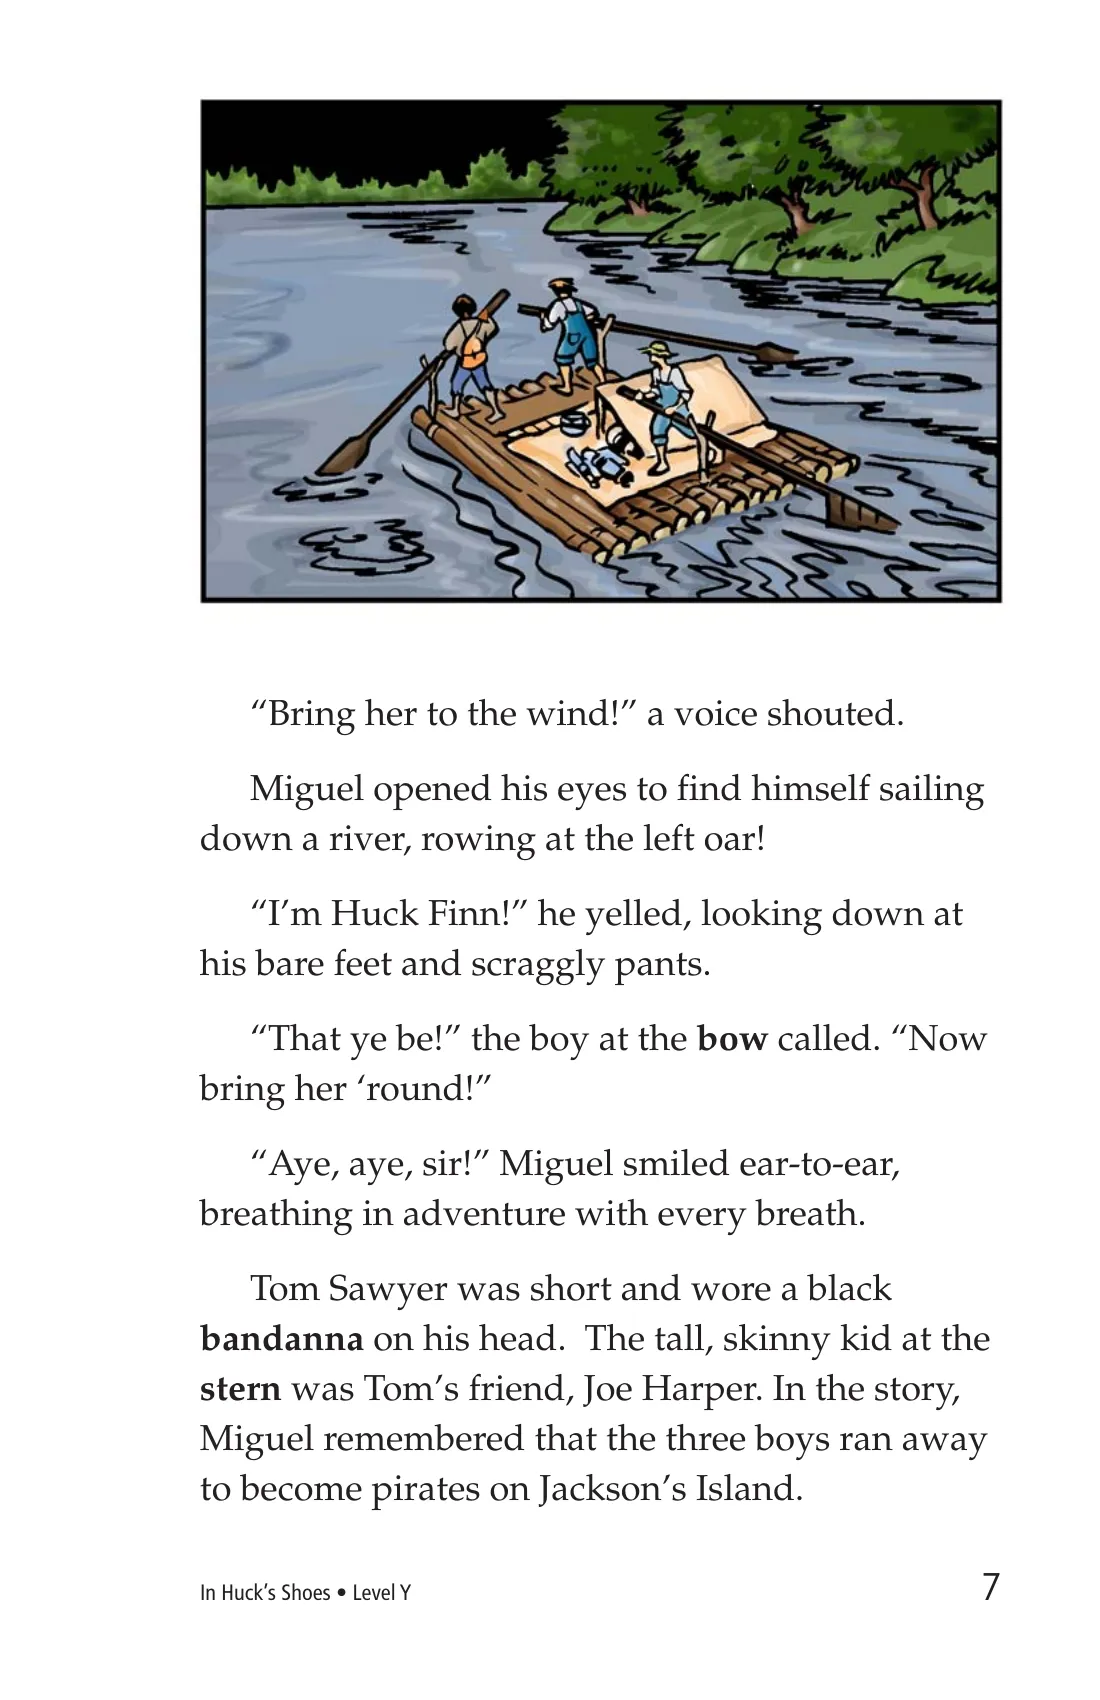 “Bring her to the wind!” a voice shouted.
Miguel opened his eyes to find himself sailing
down a river, rowing at the left oar!
“I’m Huck Finn!” he yelled, looking down at
his bare feet and scraggly pants.
“That ye be!” the boy at the bow called. “Now
bring her ‘round!”
“Aye, aye, sir!” Miguel smiled ear-to-ear,
breathing in adventure with every breath.
Tom Sawyer was short and wore a black
bandanna on his head.  The tall, skinny kid at the
stern was Tom’s friend, Joe Harper. In the story,
Miguel remembered that the three boys ran away
to become pirates on Jackson’s Island.
In Huck’s Shoes • Level Y
7